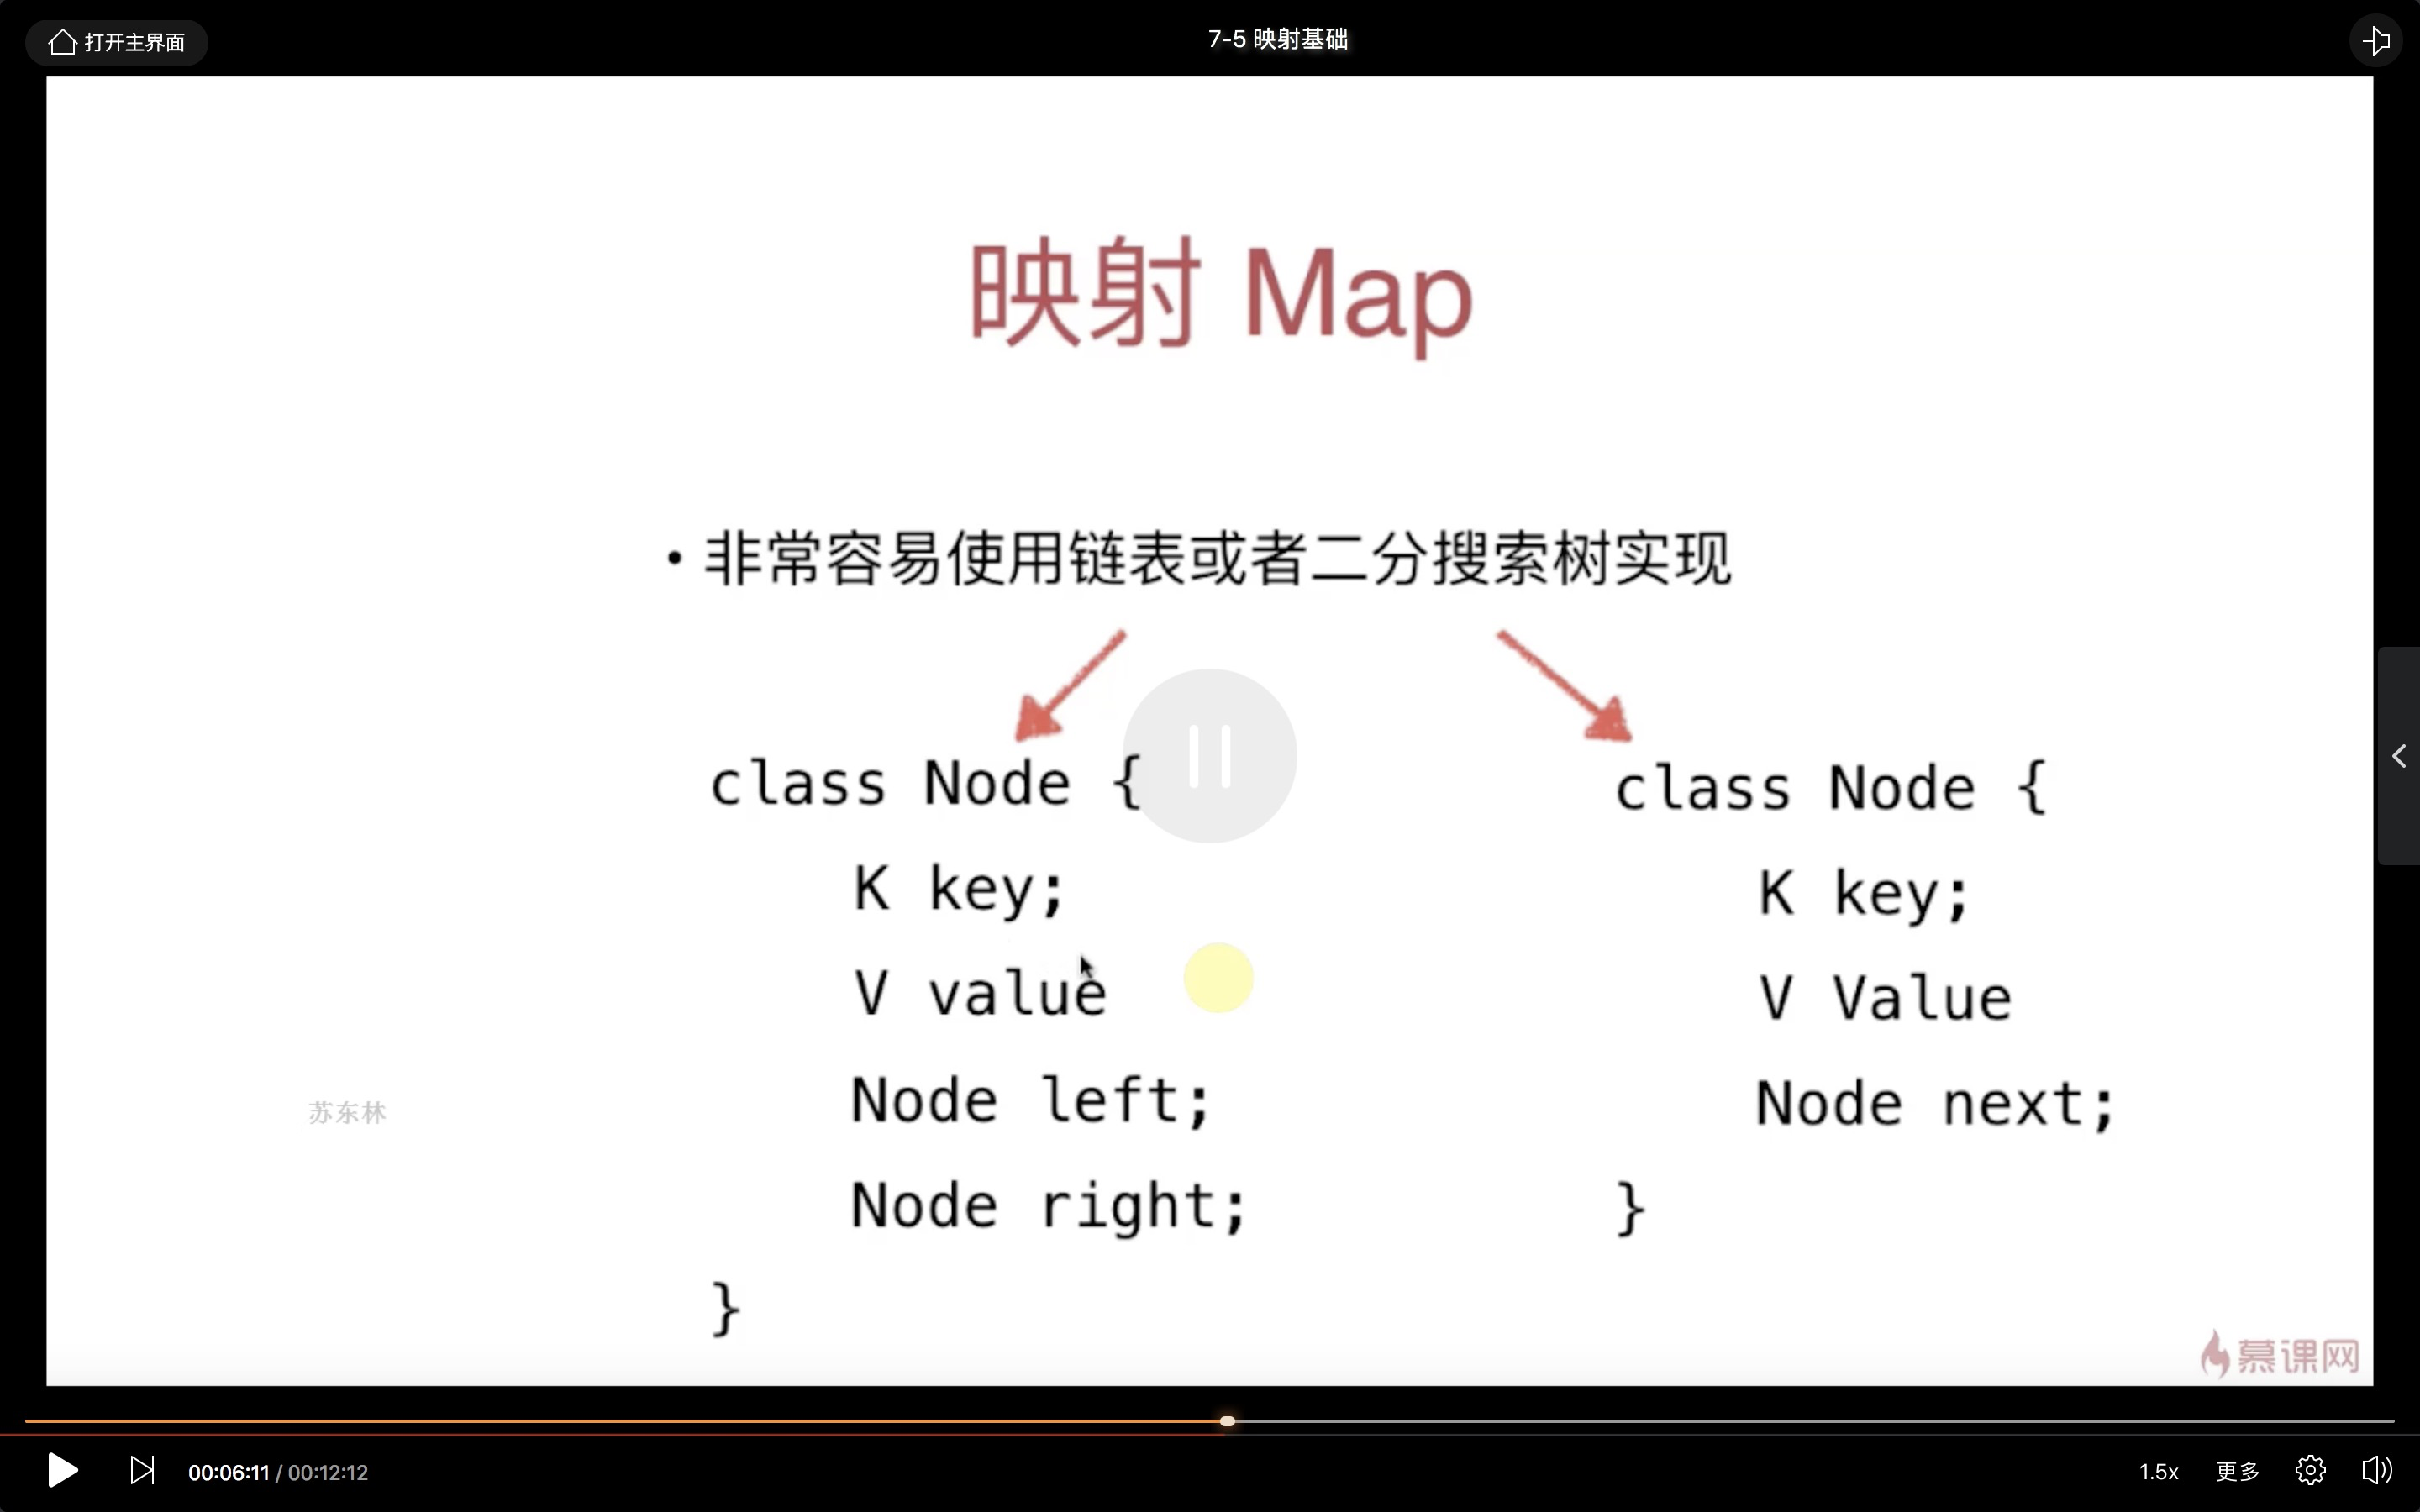 打开主界面
7-5 映射基础
映射 Map
• 非常容易使用链表或者二分搜索树实现
class Node {
K key;
V value
Node left;
Node right;
}
class Node {
K key;
V Value
Node next;
}
苏东林
慕课网
00:06:11 / 00:12:12
1.5x
更多